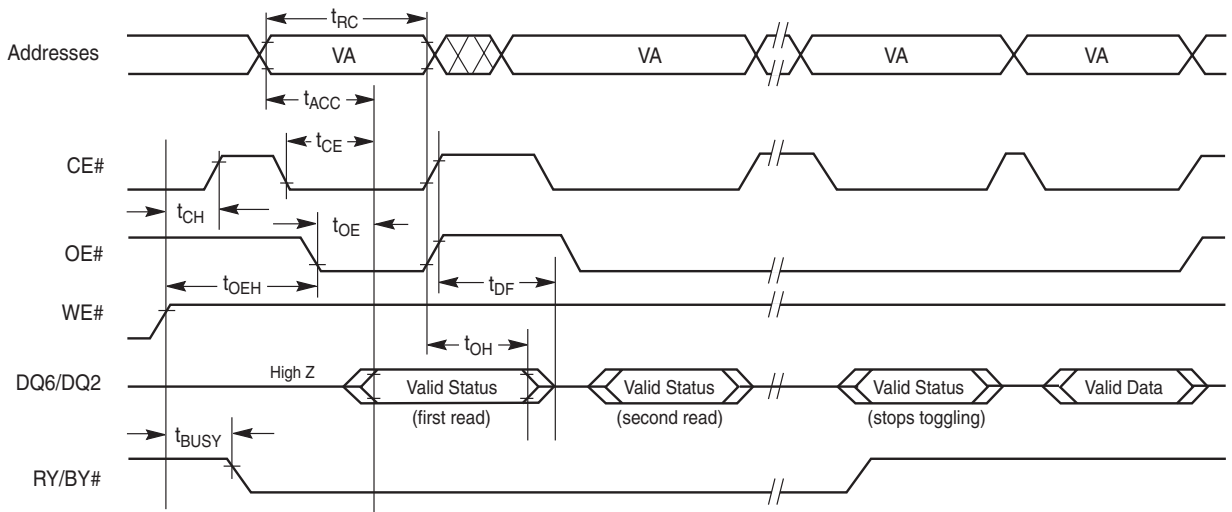 tRC
Addresses VA VA VA VA
tACC
tCE
CE#
tCH tOE
OE#
tOEH tDF
WE#
tOH
DQ6/DQ2 High Z Valid Status Valid Status Valid Status Valid Data
(first read) (second read) (stops toggling)
tBUSY
RY/BY#